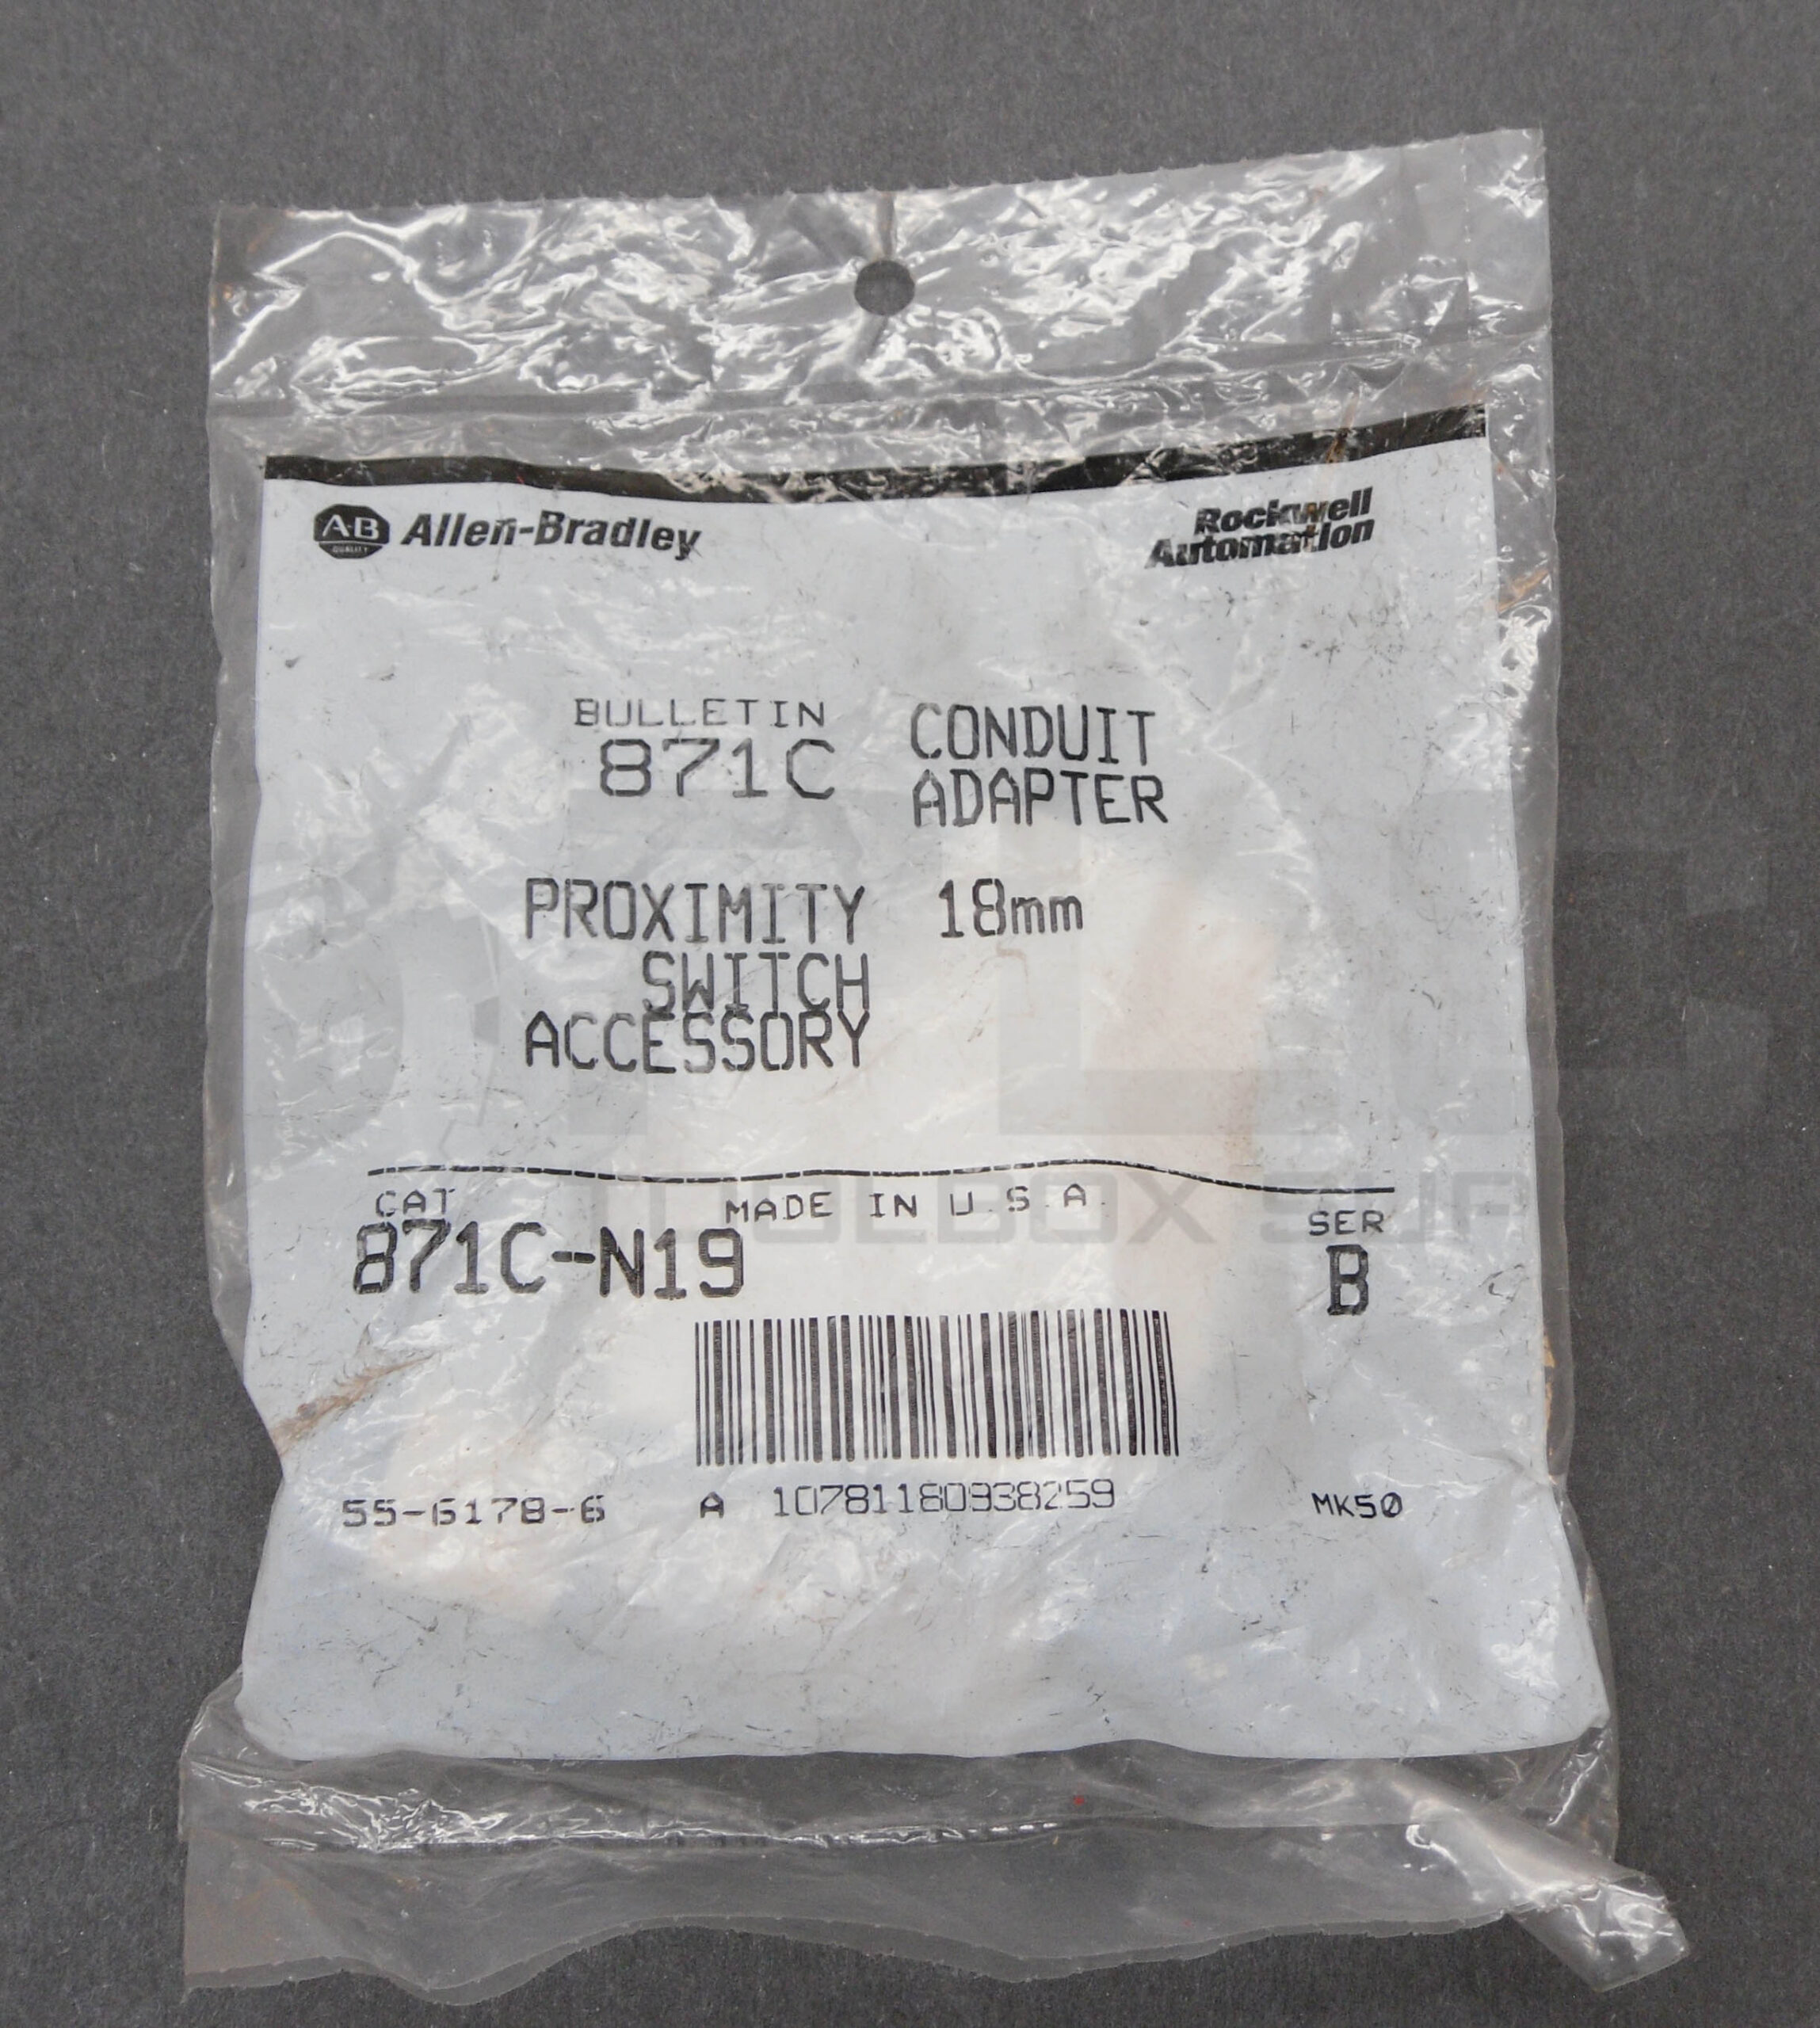 A-B QUALITY Allen-Bradley
Rockwell Automation
BULLETIN
871C
CONDUIT
ADAPTER
PROXIMITY
SWITCH
ACCESSORY
18mm
CAT
871C-N19
MADE IN U.S.A.
SER
B
55-6178-6
A 10781180938259
MK50